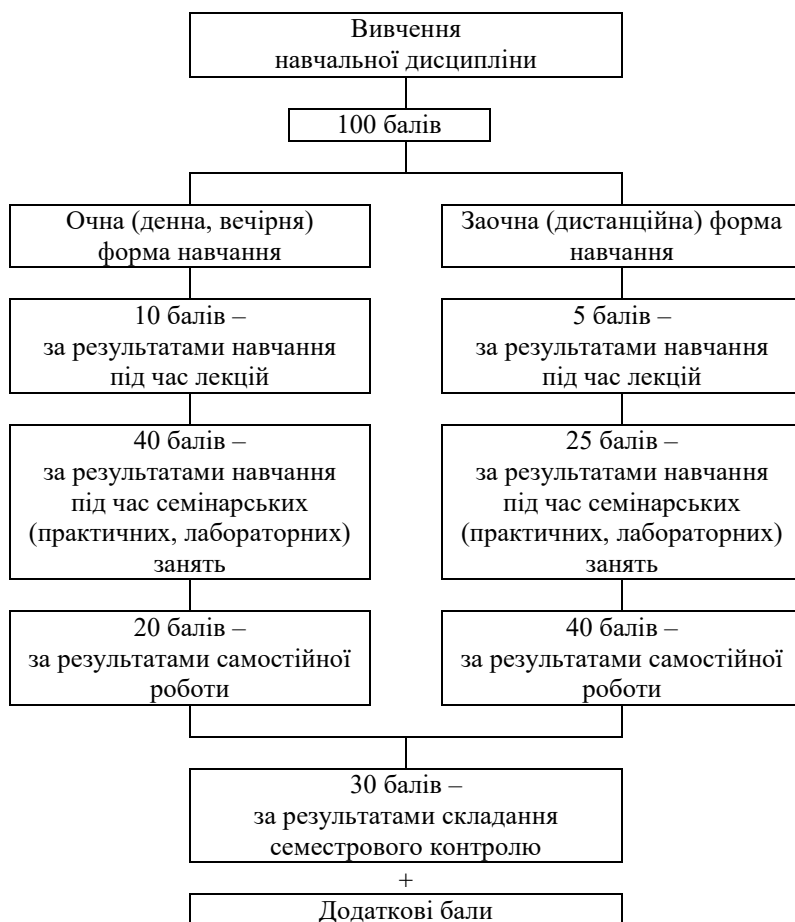 Вивчення
навчальної дисципліни
100 балів
Очна (денна, вечірня)
форма навчання
Заочна (дистанційна) форма
навчання
10 балів –
за результатами навчання
під час лекцій
5 балів –
за результатами навчання
під час лекцій
40 балів –
за результатами навчання
під час семінарських
(практичних, лабораторних)
занять
25 балів –
за результатами навчання
під час семінарських
(практичних, лабораторних)
занять
20 балів –
за результатами самостійної
роботи
40 балів –
за результатами самостійної
роботи
30 балів –
за результатами складання
семестрового контролю
+
Додаткові бали